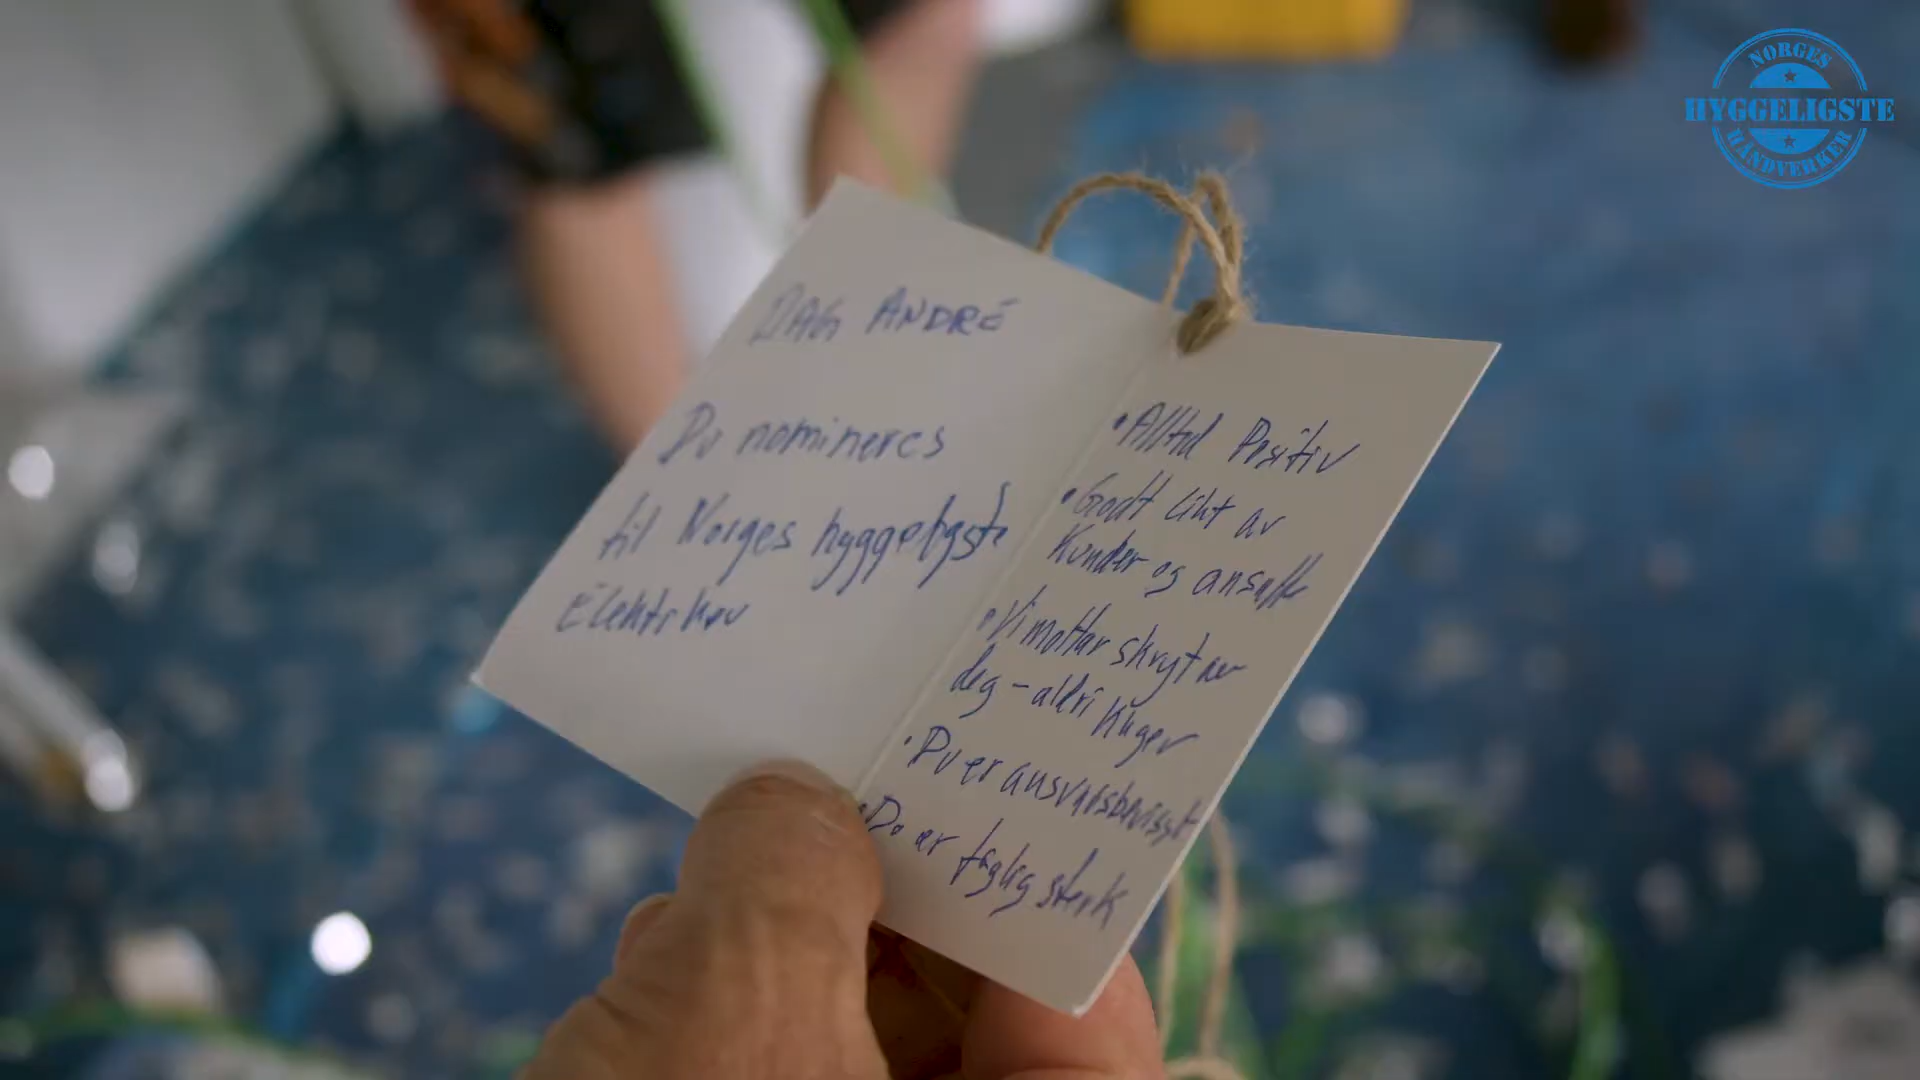 DAG ANDRÉ
Du nomineres
til Norges hyggeligste
Elektriker
• Alltid Positiv
• Godt likt av
Kunder og ansatte
• Vi mottar skryt av
deg - aldri klager
• Du er ansvarsbevisst
• Du er faglig sterk
NORGES
HYGGELIGSTE
HÅNDVERKER